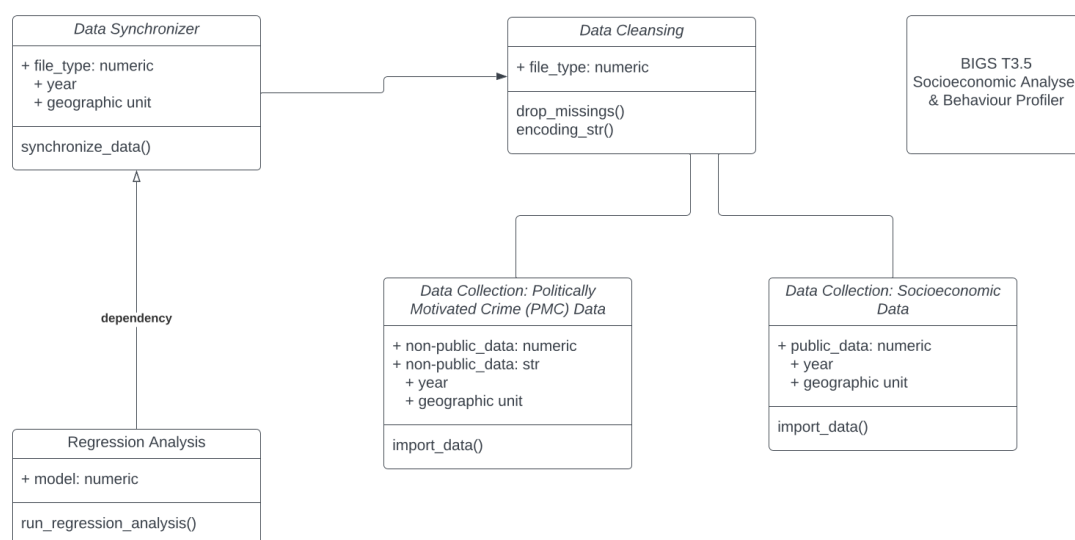 Data Synchronizer
+ file_type: numeric
+ year
+ geographic unit
synchronize_data()
Data Cleansing
+ file_type: numeric
drop_missings()
encoding_str()
BIGS T3.5
Socioeconomic Analyse
& Behaviour Profiler
dependency
Data Collection: Politically
Motivated Crime (PMC) Data
+ non-public_data: numeric
+ non-public_data: str
+ year
+ geographic unit
import_data()
Data Collection: Socioeconomic
Data
+ public_data: numeric
+ year
+ geographic unit
import_data()
Regression Analysis
+ model: numeric
run_regression_analysis()